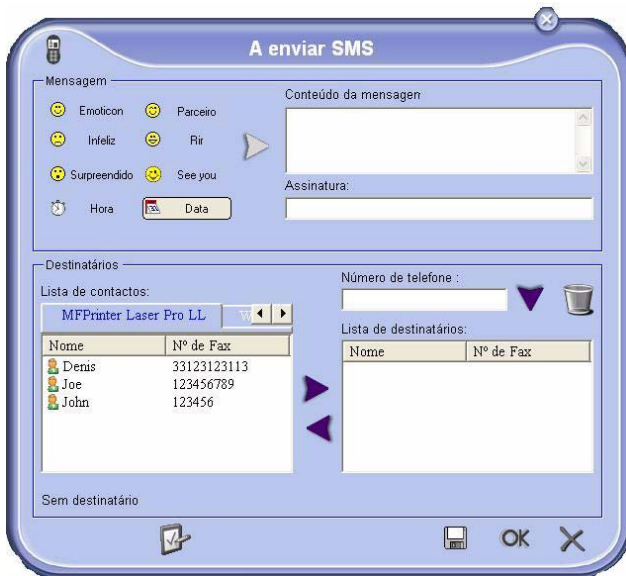 A enviar SMS
Mensagem
Emoticon
Parceiro
Infeliz
Rir
Surpreendido
See you
Hora
Data
Conteúdo da mensagem
Assinatura:
Destinatários
Lista de contactos:
MFPrinter Laser Pro LL
Nome Nº de Fax
Denis 33123123113
Joe 123456789
John 123456
Número de telefone :
Lista de destinatários:
Nome Nº de Fax
Sem destinatário
OK